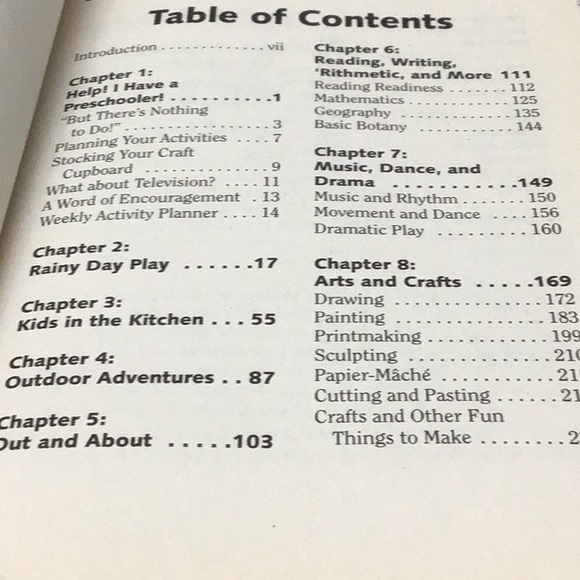 Table of Contents
Introduction . . . . . . . . . . . . . vii
Chapter 1:
Help! I Have a
Preschooler! . . . . . . . . . . 1
"But There's Nothing
to Do!" . . . . . . . . . . . . . . . . . . 3
Planning Your Activities . . . . 7
Stocking Your Craft
Cupboard . . . . . . . . . . . . . . 9
What about Television? . . . . 11
A Word of Encouragement . 13
Weekly Activity Planner . . . . 14
Chapter 2:
Rainy Day Play . . . . . . 17
Chapter 3:
Kids in the Kitchen . . . 55
Chapter 4:
Outdoor Adventures . . 87
Chapter 5:
Out and About . . . . . 103
Chapter 6:
Reading, Writing,
'Rithmetic, and More 111
Reading Readiness . . . . . . . 112
Mathematics . . . . . . . . . . . . . 125
Geography . . . . . . . . . . . . . . 135
Basic Botany . . . . . . . . . . . . 144
Chapter 7:
Music, Dance, and
Drama . . . . . . . . . . . 149
Music and Rhythm . . . . . . . 150
Movement and Dance . . . . 156
Dramatic Play . . . . . . . . . 160
Chapter 8:
Arts and Crafts . . . . . 169
Drawing . . . . . . . . . . . . . . 172
Painting . . . . . . . . . . . . . . 183
Printmaking . . . . . . . . . . . . 199
Sculpting . . . . . . . . . . . . . .
Papier-Mâché . . . . . . . . . . .
Cutting and Pasting . . . . . .
Crafts and Other Fun
Things to Make . . . . . . . .